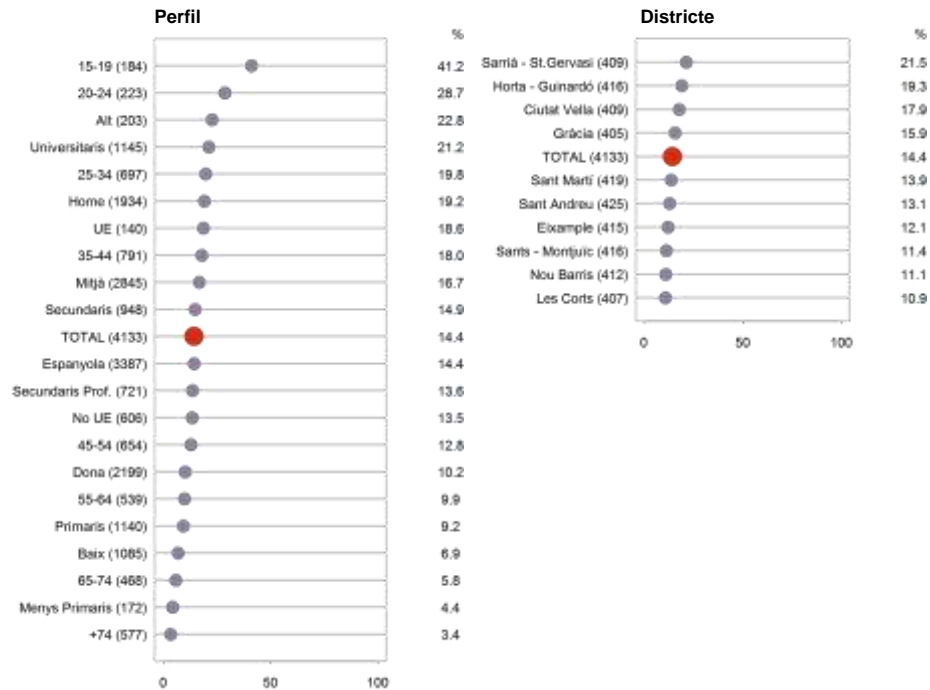 Perfil
%
15-19 (184) 41.2
20-24 (223) 28.7
Alt (203) 22.8
Universitaris (1145) 21.2
25-34 (697) 19.8
Home (1934) 19.2
UE (140) 18.6
35-44 (791) 18.0
Mitjà (2845) 16.7
Secundaris (948) 14.9
TOTAL (4133) 14.4
Espanyola (3387) 14.4
Secundaris Prof. (721) 13.6
No UE (606) 13.5
45-54 (654) 12.8
Dona (2199) 10.2
55-64 (539) 9.9
Primaris (1140) 9.2
Baix (1085) 6.9
65-74 (468) 5.8
Menys Primaris (172) 4.4
+74 (577) 3.4
0 50 100
Districte
%
Sarrià - St.Gervasi (409) 21.5
Horta - Guinardó (416) 19.3
Ciutat Vella (409) 17.9
Gràcia (405) 15.9
TOTAL (4133) 14.4
Sant Martí (419) 13.9
Sant Andreu (425) 13.1
Eixample (415) 12.1
Sants - Montjuïc (416) 11.4
Nou Barris (412) 11.1
Les Corts (407) 10.9
0 50 100